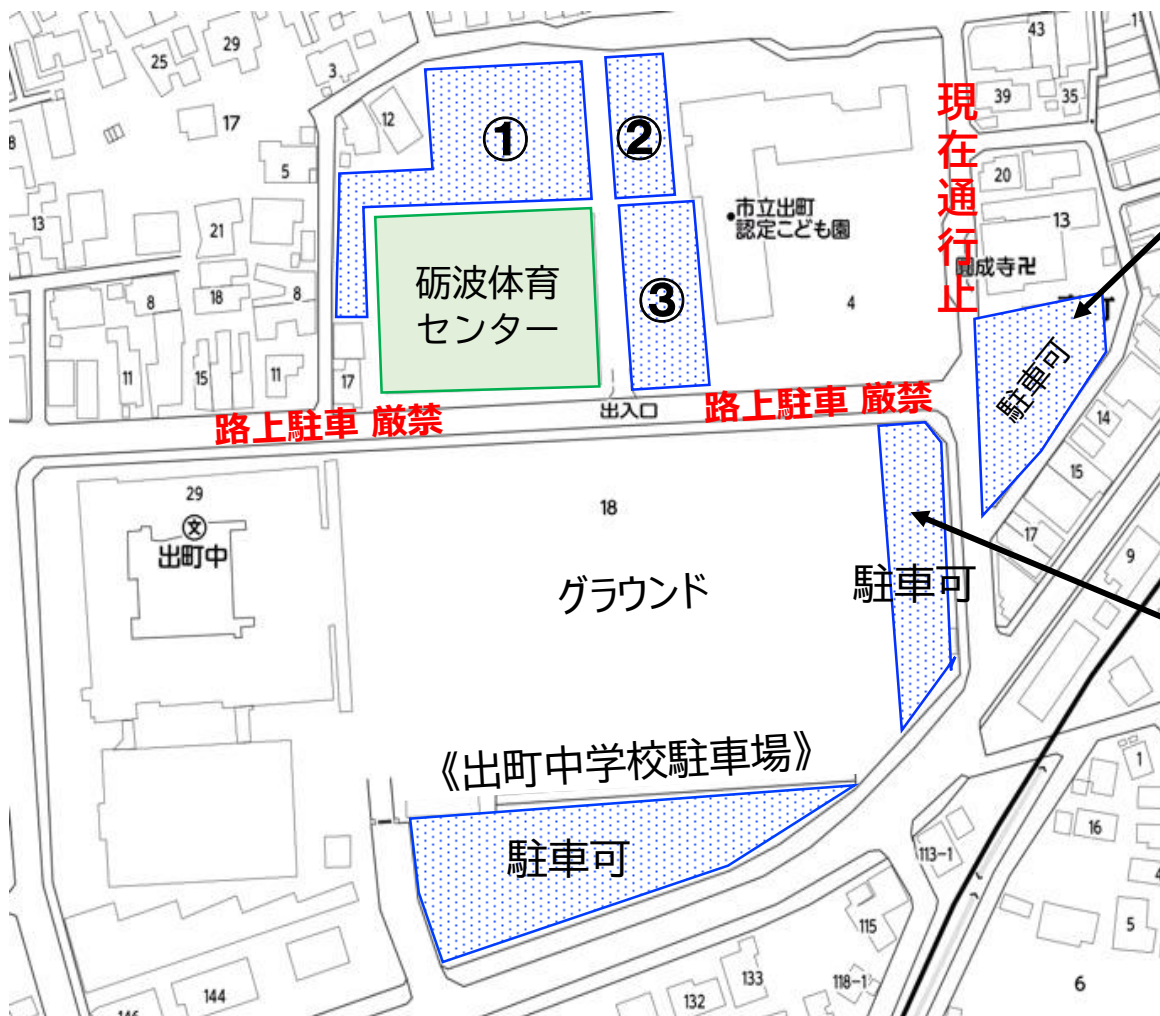 43
29
25
3
39
35
12
17
①
②
現在通行止
5
20
市立出町
認定こども園
13
13
21
圓成寺卍
砺波体育
センター
③
4
8
18
8
駐車可
11
15
11
17
路上駐車 厳禁
出入口
路上駐車 厳禁
14
15
29
18
17
出町中
9
グラウンド
駐車可
《出町中学校駐車場》
1
駐車可
16
113-1
115
5
133
118-1
144
132
6